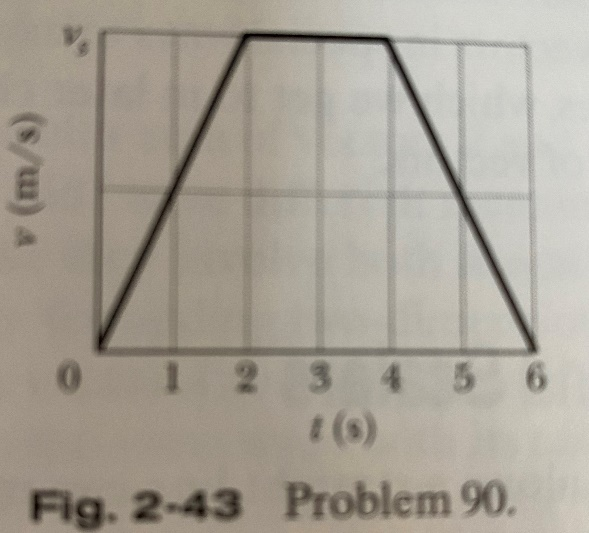 v_s
v (m/s)
0 1 2 3 4 5 6
t (s)
Fig. 2-43 Problem 90.